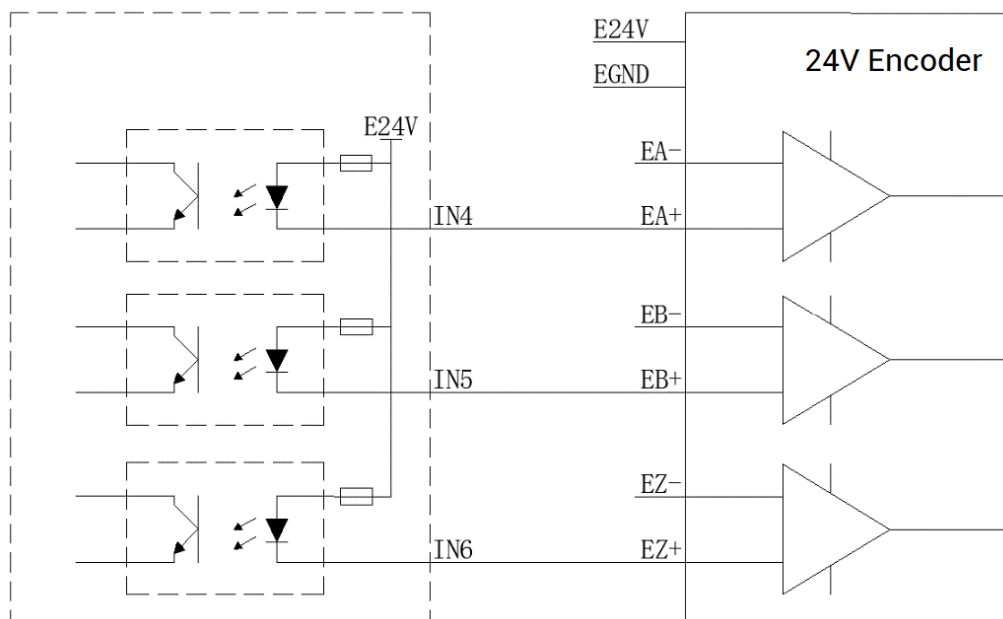 E24V
24V Encoder
EGND
E24V
EA-
IN4
EA+
EB-
IN5
EB+
EZ-
IN6
EZ+